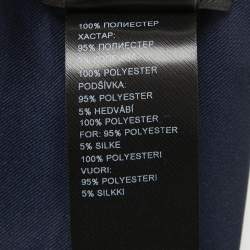 100% ПОЛИЕСТЕР
ХАСТАР:
95% ПОЛИЕСТЕР
100% POLYESTER
PODŠÍVKA:
95% POLYESTER
5% HEDVÁBÍ
100% POLYESTER
FOR: 95% POLYESTER
5% SILKE
100% POLYESTERI
VUORI:
95% POLYESTERI
5% SILKKI